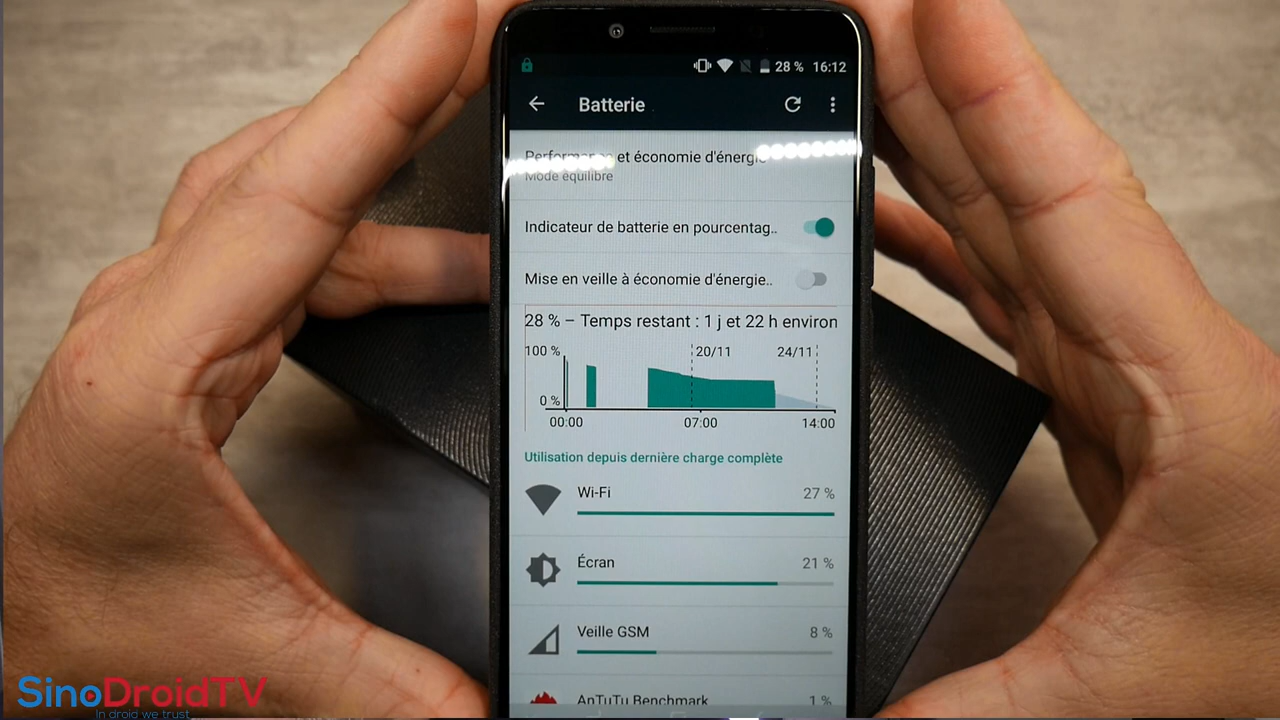 28 % 16:12
Batterie
Performance et économie d'énergie
Mode équilibré
Indicateur de batterie en pourcentag..
Mise en veille à économie d'énergie..
28 % – Temps restant : 1 j et 22 h environ
100 % 20/11 24/11
0 %
00:00 07:00 14:00
Utilisation depuis dernière charge complète
Wi-Fi 27 %
Écran 21 %
Veille GSM 8 %
AnTuTu Benchmark 1 %
SinoDroidTV
In droid we trust